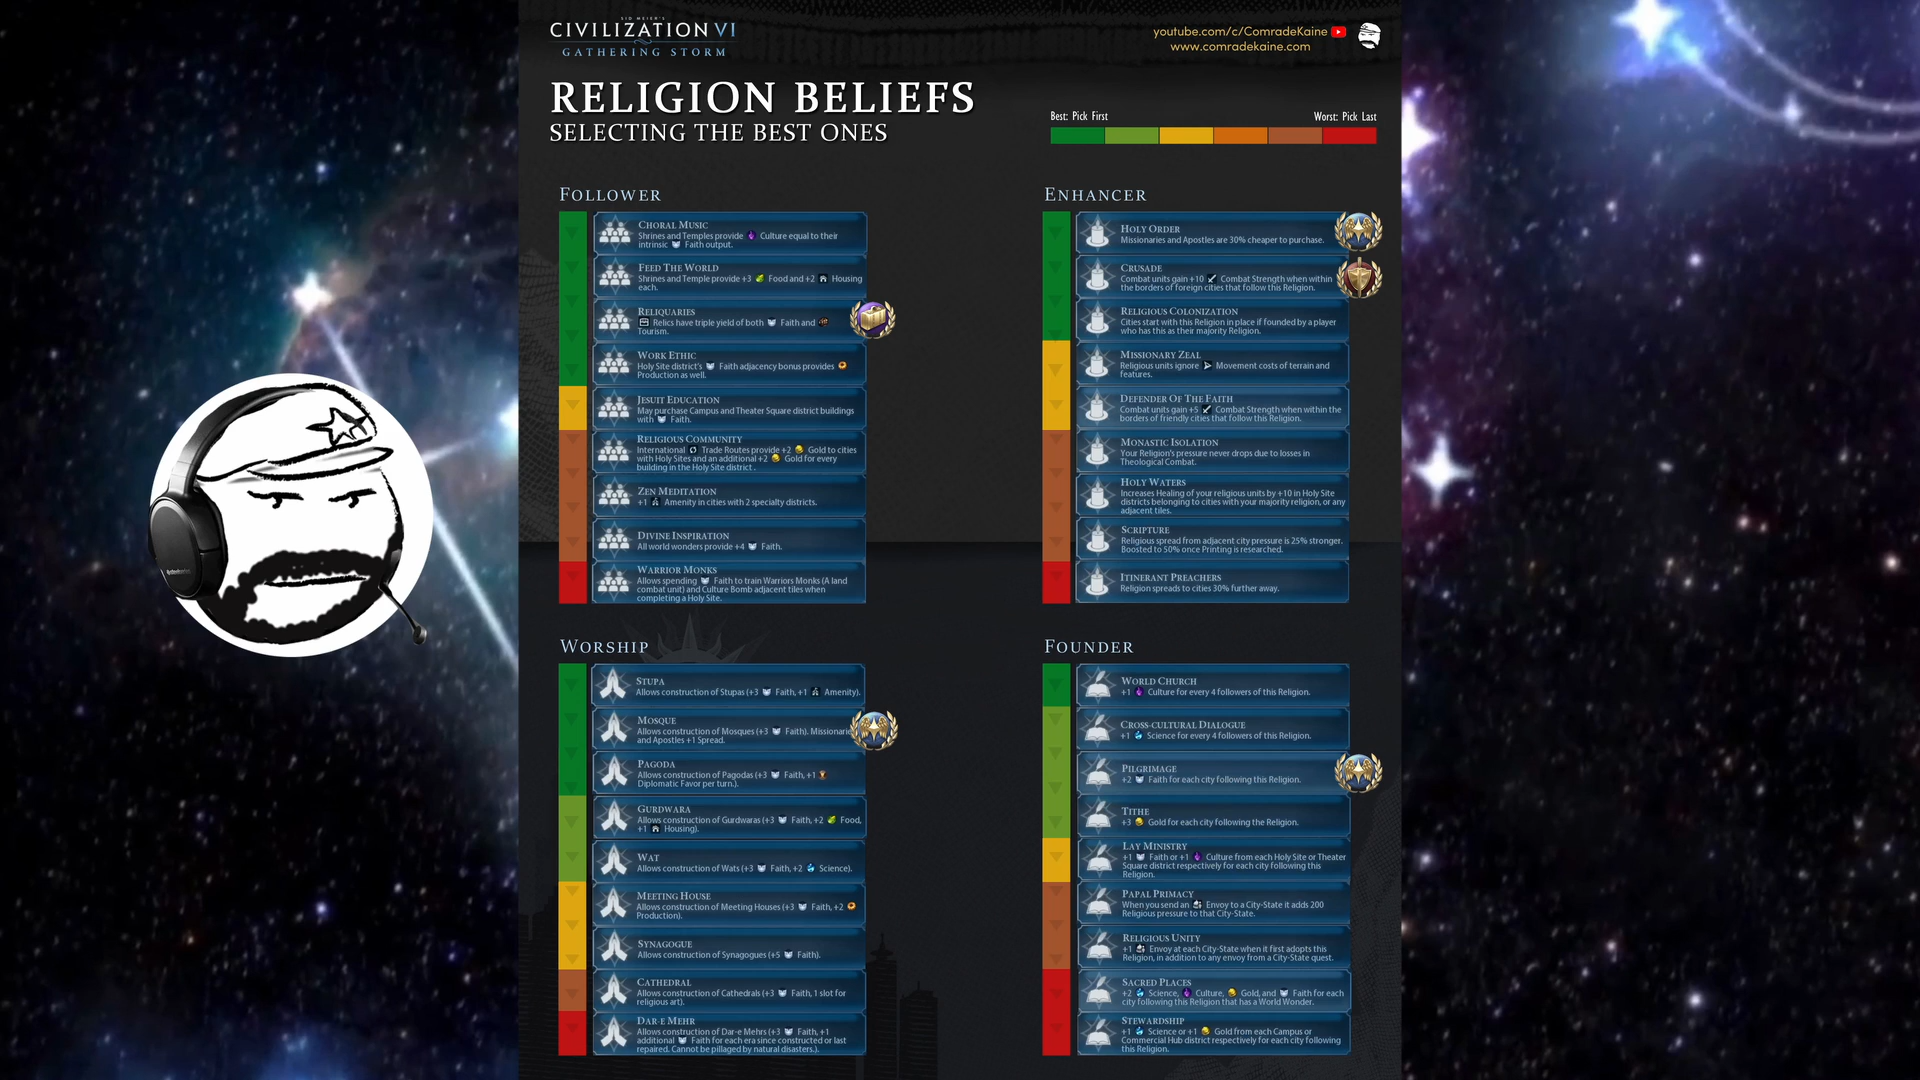 SID MEIER'S
CIVILIZATION VI
GATHERING STORM
youtube.com/c/ComradeKaine
www.comradekaine.com
RELIGION BELIEFS
SELECTING THE BEST ONES
Best: Pick First
Worst: Pick Last
FOLLOWER
CHORAL MUSIC
Shrines and Temples provide Culture equal to their
intrinsic Faith output.
FEED THE WORLD
Shrines and Temple provide +3 Food and +2 Housing
each.
RELIQUARIES
Relics have triple yield of both Faith and
Tourism.
WORK ETHIC
Holy Site district's Faith adjacency bonus provides
Production as well.
JESUIT EDUCATION
May purchase Campus and Theater Square district buildings
with Faith.
RELIGIOUS COMMUNITY
International Trade Routes provide +2 Gold to cities
with Holy Sites and an additional +2 Gold for every
building in the Holy Site district .
ZEN MEDITATION
+1 Amenity in cities with 2 specialty districts.
DIVINE INSPIRATION
All world wonders provide +4 Faith.
WARRIOR MONKS
Allows spending Faith to train Warriors Monks (A land
combat unit) and Culture Bomb adjacent tiles when
completing a Holy Site.
ENHANCER
HOLY ORDER
Missionaries and Apostles are 30% cheaper to purchase.
CRUSADE
Combat units gain +10 Combat Strength when within
the borders of foreign cities that follow this Religion.
RELIGIOUS COLONIZATION
Cities start with this Religion in place if founded by a player
who has this as their majority Religion.
MISSIONARY ZEAL
Religious units ignore Movement costs of terrain and
features.
DEFENDER OF THE FAITH
Combat units gain +5 Combat Strength when within the
borders of friendly cities that follow this Religion.
MONASTIC ISOLATION
Your Religion's pressure never drops due to losses in
Theological Combat.
HOLY WATERS
Increases Healing of your religious units by +10 in Holy Site
districts belonging to cities with your majority religion, or any
adjacent tiles.
SCRIPTURE
Religious spread from adjacent city pressure is 25% stronger.
Boosted to 50% once Printing is researched.
ITINERANT PREACHERS
Religion spreads to cities 30% further away.
WORSHIP
STUPA
Allows construction of Stupas (+3 Faith, +1 Amenity).
MOSQUE
Allows construction of Mosques (+3 Faith). Missionarie
and Apostles +1 Spread.
PAGODA
Allows construction of Pagodas (+3 Faith, +1
Diplomatic Favor per turn.).
GURDWARA
Allows construction of Gurdwaras (+3 Faith, +2 Food,
+1 Housing).
WAT
Allows construction of Wats (+3 Faith, +2 Science).
MEETING HOUSE
Allows construction of Meeting Houses (+3 Faith, +2
Production).
SYNAGOGUE
Allows construction of Synagogues (+5 Faith).
CATHEDRAL
Allows construction of Cathedrals (+3 Faith, 1 slot for
religious art).
DAR-E MEHR
Allows construction of Dar-e Mehrs (+3 Faith, +1
additional Faith for each era since constructed or last
repaired. Cannot be pillaged by natural disasters.).
FOUNDER
WORLD CHURCH
+1 Culture for every 4 followers of this Religion.
CROSS-CULTURAL DIALOGUE
+1 Science for every 4 followers of this Religion.
PILGRIMAGE
+2 Faith for each city following this Religion.
TITHE
+3 Gold for each city following the Religion.
LAY MINISTRY
+1 Faith or +1 Culture from each Holy Site or Theater
Square district respectively for each city following this
Religion.
PAPAL PRIMACY
When you send an Envoy to a City-State it adds 200
Religious pressure to that City-State.
RELIGIOUS UNITY
+1 Envoy at each City-State when it first adopts this
Religion, in addition to any envoy from a City-State quest.
SACRED PLACES
+2 Science, Culture, Gold, and Faith for each
city following this Religion that has a World Wonder.
STEWARDSHIP
+1 Science or +1 Gold from each Campus or
Commercial Hub district respectively for each city following
this Religion.